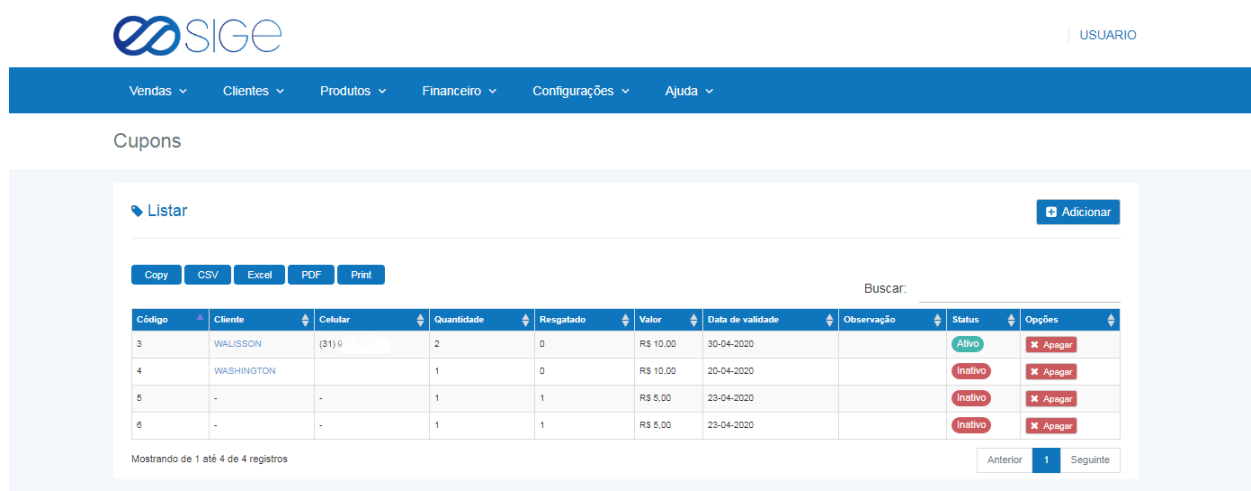 SIGE
USUARIO
Vendas Clientes Produtos Financeiro Configurações Ajuda
Cupons
Listar
Adicionar
Copy CSV Excel PDF Print
Buscar:
Código Cliente Celular Quantidade Resgatado Valor Data de validade Observação Status Opções
3 WALISSON (31) 9 2 0 R$ 10,00 30-04-2020 Ativo Apagar
4 WASHINGTON 1 0 R$ 10,00 20-04-2020 Inativo Apagar
5 - - 1 1 R$ 5,00 23-04-2020 Inativo Apagar
6 - - 1 1 R$ 5,00 23-04-2020 Inativo Apagar
Mostrando de 1 até 4 de 4 registros
Anterior 1 Seguinte